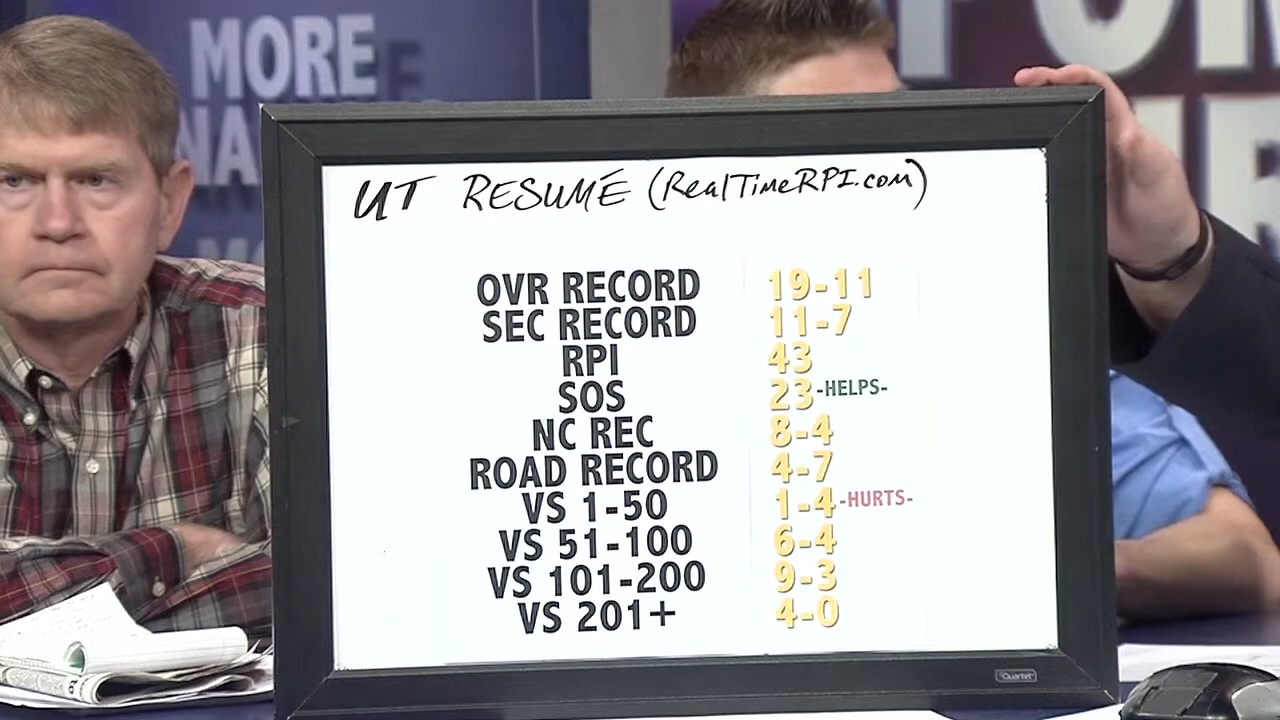 MORE
UT RESUMÉ (RealTimeRPI.com)
OVR RECORD 19-11
SEC RECORD 11-7
RPI 43
SOS 23 -HELPS-
NC REC 8-4
ROAD RECORD 4-7
VS 1-50 1-4 -HURTS-
VS 51-100 6-4
VS 101-200 9-3
VS 201+ 4-0
Quartet